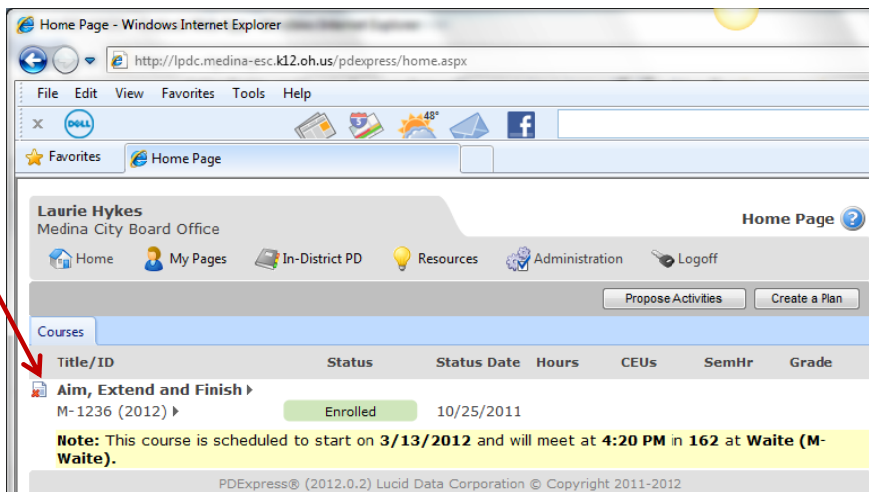 Home Page - Windows Internet Explorer
http://lpdc.medina-esc.k12.oh.us/pdexpress/home.aspx
File Edit View Favorites Tools Help
x DELL 5 48° f
Favorites Home Page
Laurie Hykes
Medina City Board Office
Home Page ?
Home My Pages In-District PD Resources Administration Logoff
Propose Activities Create a Plan
Courses
Title/ID Status Status Date Hours CEUs SemHr Grade
Aim, Extend and Finish
M-1236 (2012) Enrolled 10/25/2011
Note: This course is scheduled to start on 3/13/2012 and will meet at 4:20 PM in 162 at Waite (M-
Waite).
PDExpress® (2012.0.2) Lucid Data Corporation © Copyright 2011-2012